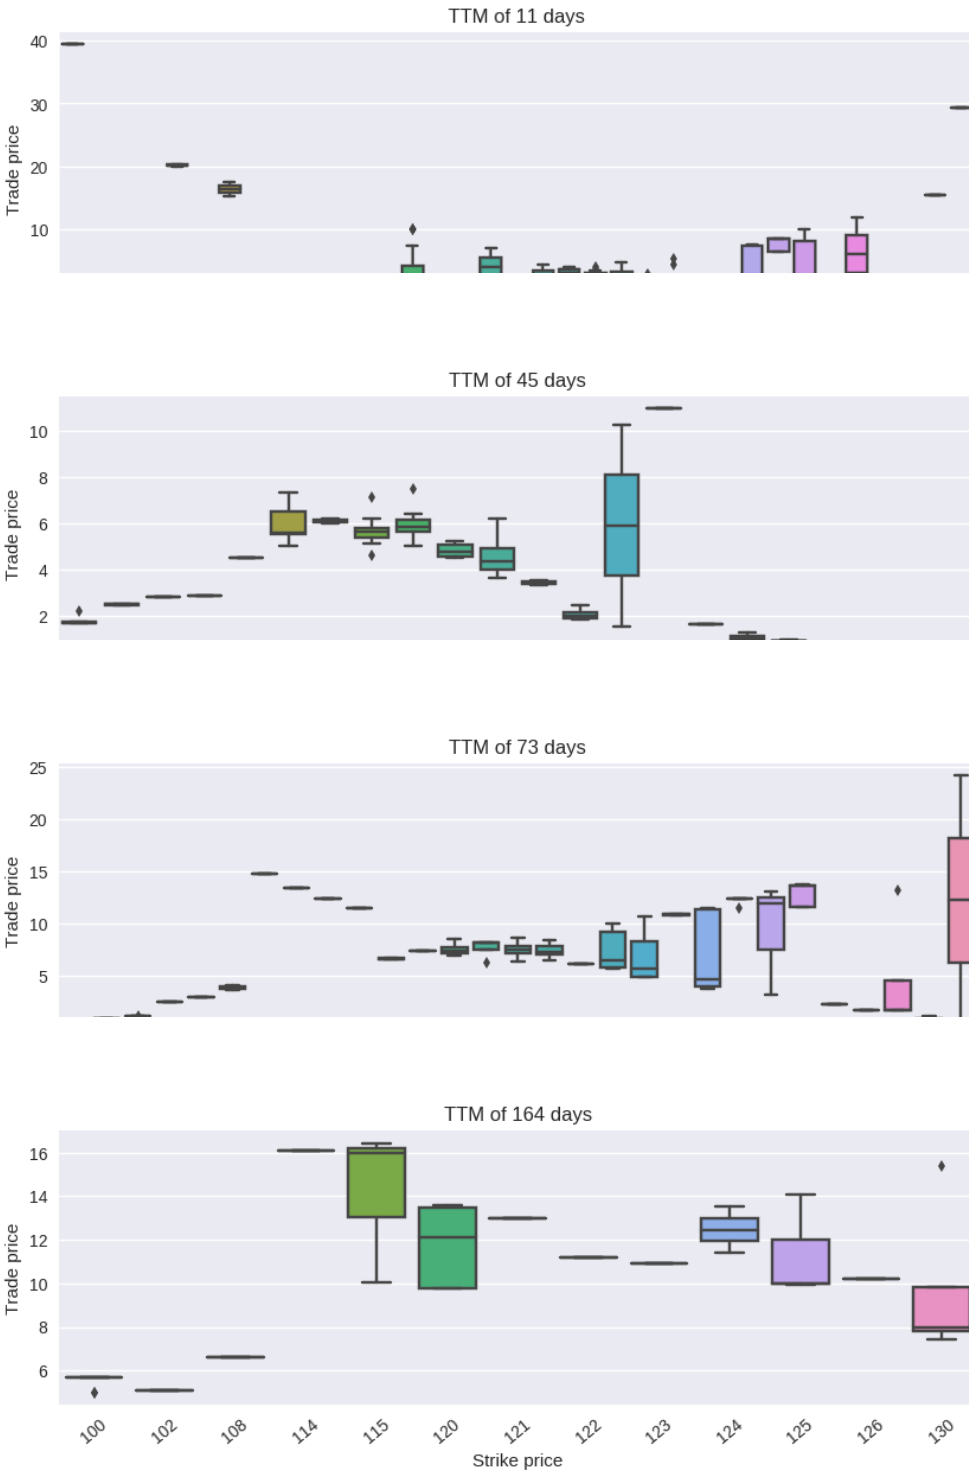 TTM of 11 days
40
30
20
10
Trade price
TTM of 45 days
10
8
6
4
2
Trade price
TTM of 73 days
25
20
15
10
5
Trade price
TTM of 164 days
16
14
12
10
8
6
Trade price
100 102 108 114 115 120 121 122 123 124 125 126 130
Strike price